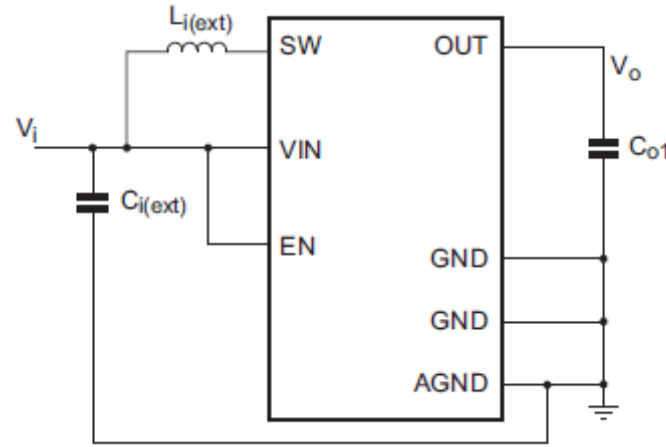 Li(ext)
SW
OUT
Vo
Vi
VIN
Co1
Ci(ext)
EN
GND
GND
AGND